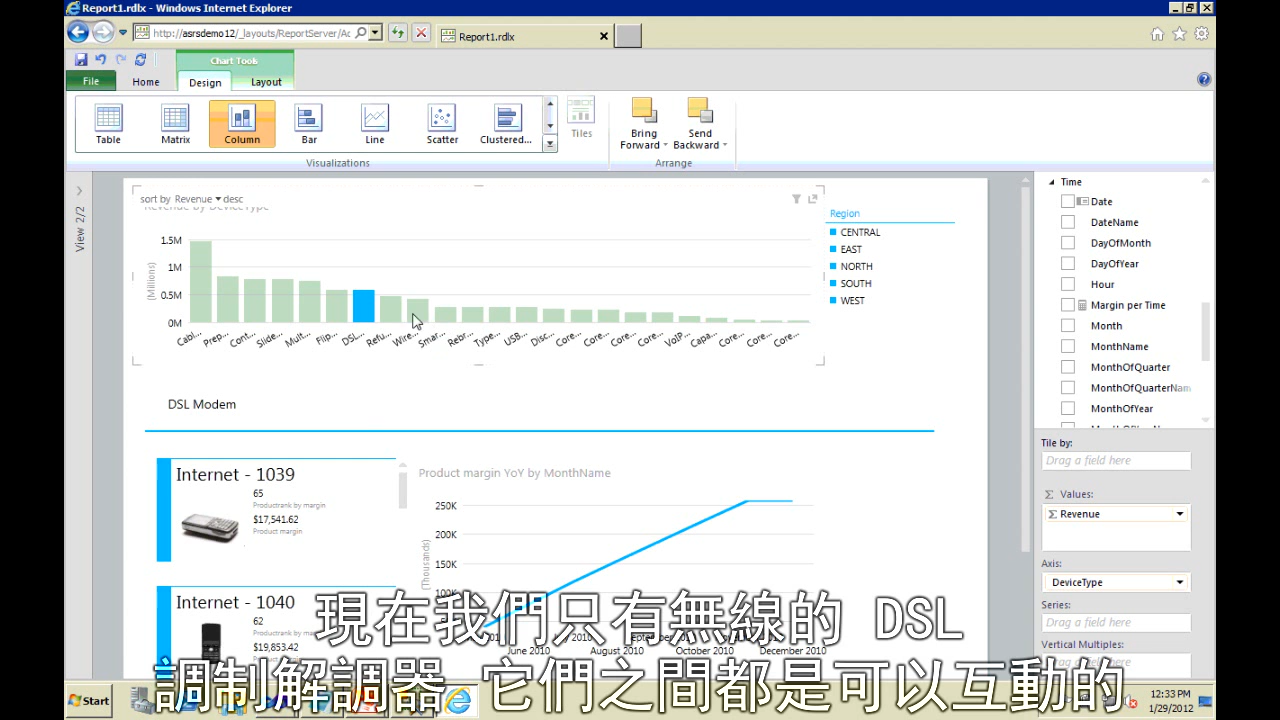 Report1.rdlx - Windows Internet Explorer
http://asrsdemo12/_layouts/ReportServer/Ac
Report1.rdlx
Chart Tools
File Home Design Layout
Table Matrix Column Bar Line Scatter Clustered... Tiles Bring Forward Send Backward
Visualizations Arrange
View 2/2
sort by Revenue desc
Revenue by DeviceType
1.5M
1M
0.5M
0M
(Millions)
Cabl... Prep... Cont... Slide... Mult... Flip... DSL... Refu... Wire... Smar... Rebr... Type... USB... Disc... Core... Core... Core... Core... VoIP... Capa... Core... Core... Core...
Region
CENTRAL
EAST
NORTH
SOUTH
WEST
DSL Modem
Internet - 1039
65
Productrank by margin
$17,541.62
Product margin
Internet - 1040
62
Productrank by ma
$19,853.42
Product margin
Product margin YoY by MonthName
250K
200K
150K
100K
(Thousands)
June 2010 August 2010 October 2010 December 2010
Time
Date
DateName
DayOfMonth
DayOfYear
Hour
Margin per Time
Month
MonthName
MonthOfQuarter
MonthOfQuarterNam
MonthOfYear
Tile by:
Drag a field here
Σ Values:
Σ Revenue
Axis:
DeviceType
Series:
Drag a field here
Vertical Multiples:
現在我們只有無線的 DSL
調制解調器 它們之間都是可以互動的
Start
12:33 PM
1/29/2012